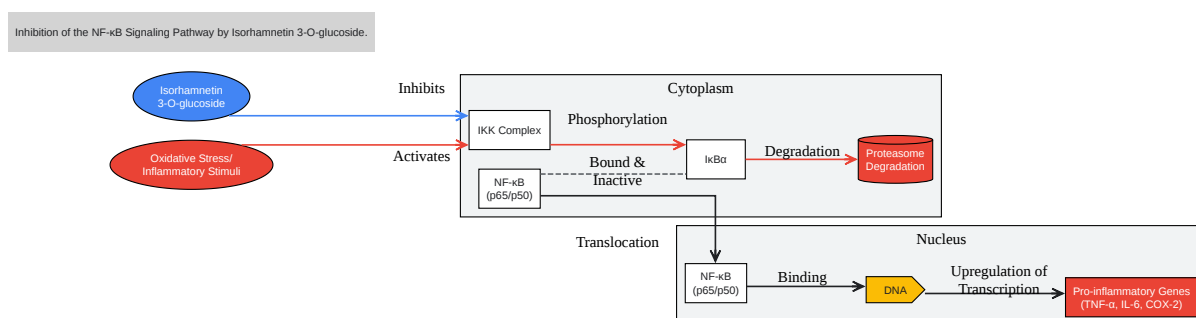 Inhibition of the NF-κB Signaling Pathway by Isorhamnetin 3-O-glucoside.
Isorhamnetin
3-O-glucoside
Inhibits
Oxidative Stress/
Inflammatory Stimuli
Activates
Cytoplasm
IKK Complex
Phosphorylation
IκBα
Degradation
Proteasome
Degradation
Bound &
Inactive
NF-κB
(p65/p50)
Translocation
Nucleus
NF-κB
(p65/p50)
Binding
DNA
Upregulation of
Transcription
Pro-inflammatory Genes
(TNF-α, IL-6, COX-2)